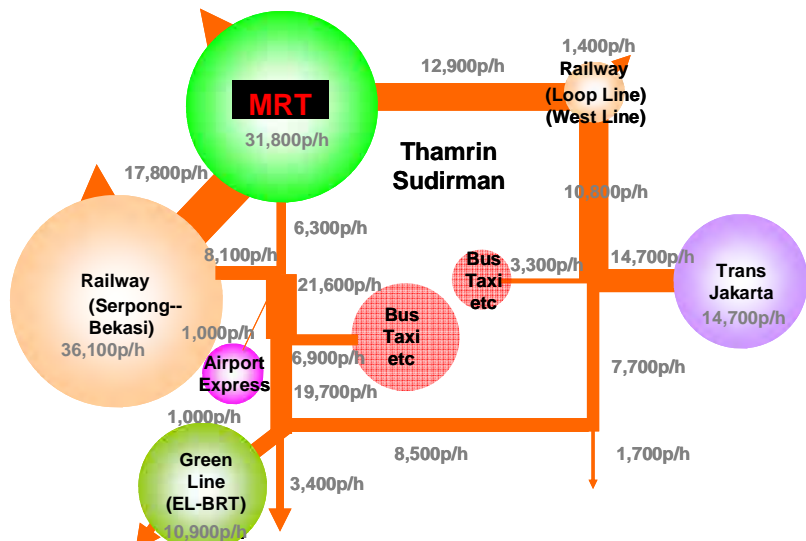 1,400p/h
12,900p/h
Railway
(Loop Line)
(West Line)
MRT
31,800p/h
Thamrin
Sudirman
17,800p/h
10,800p/h
6,300p/h
8,100p/h
Railway
(Serpong--
Bekasi)
36,100p/h
21,600p/h
Bus
Taxi
etc
3,300p/h
14,700p/h
Trans
Jakarta
14,700p/h
1,000p/h
Bus
Taxi
etc
6,900p/h
Airport
Express
19,700p/h
7,700p/h
1,000p/h
8,500p/h
1,700p/h
Green
Line
(EL-BRT)
10,900p/h
3,400p/h